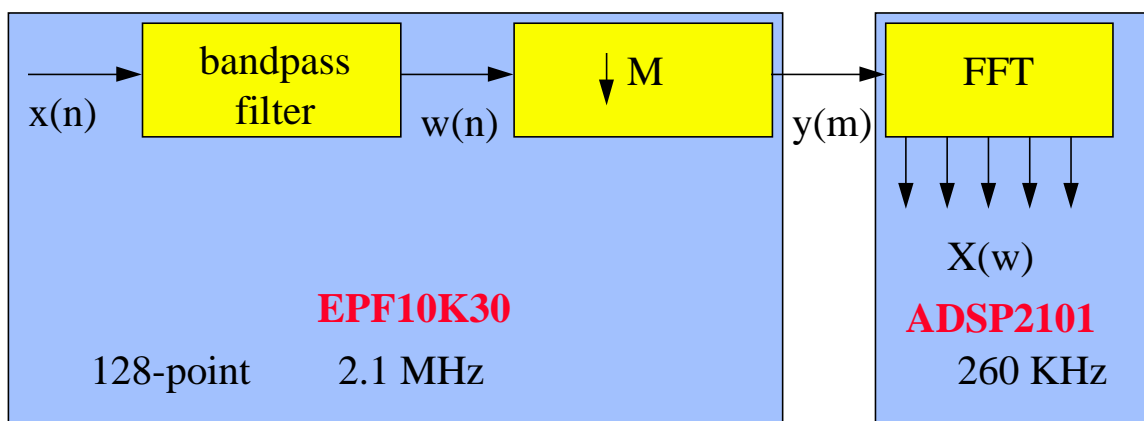 bandpass
filter
M
FFT
x(n)
w(n)
y(m)
X(w)
EPF10K30
ADSP2101
128-point 2.1 MHz
260 KHz